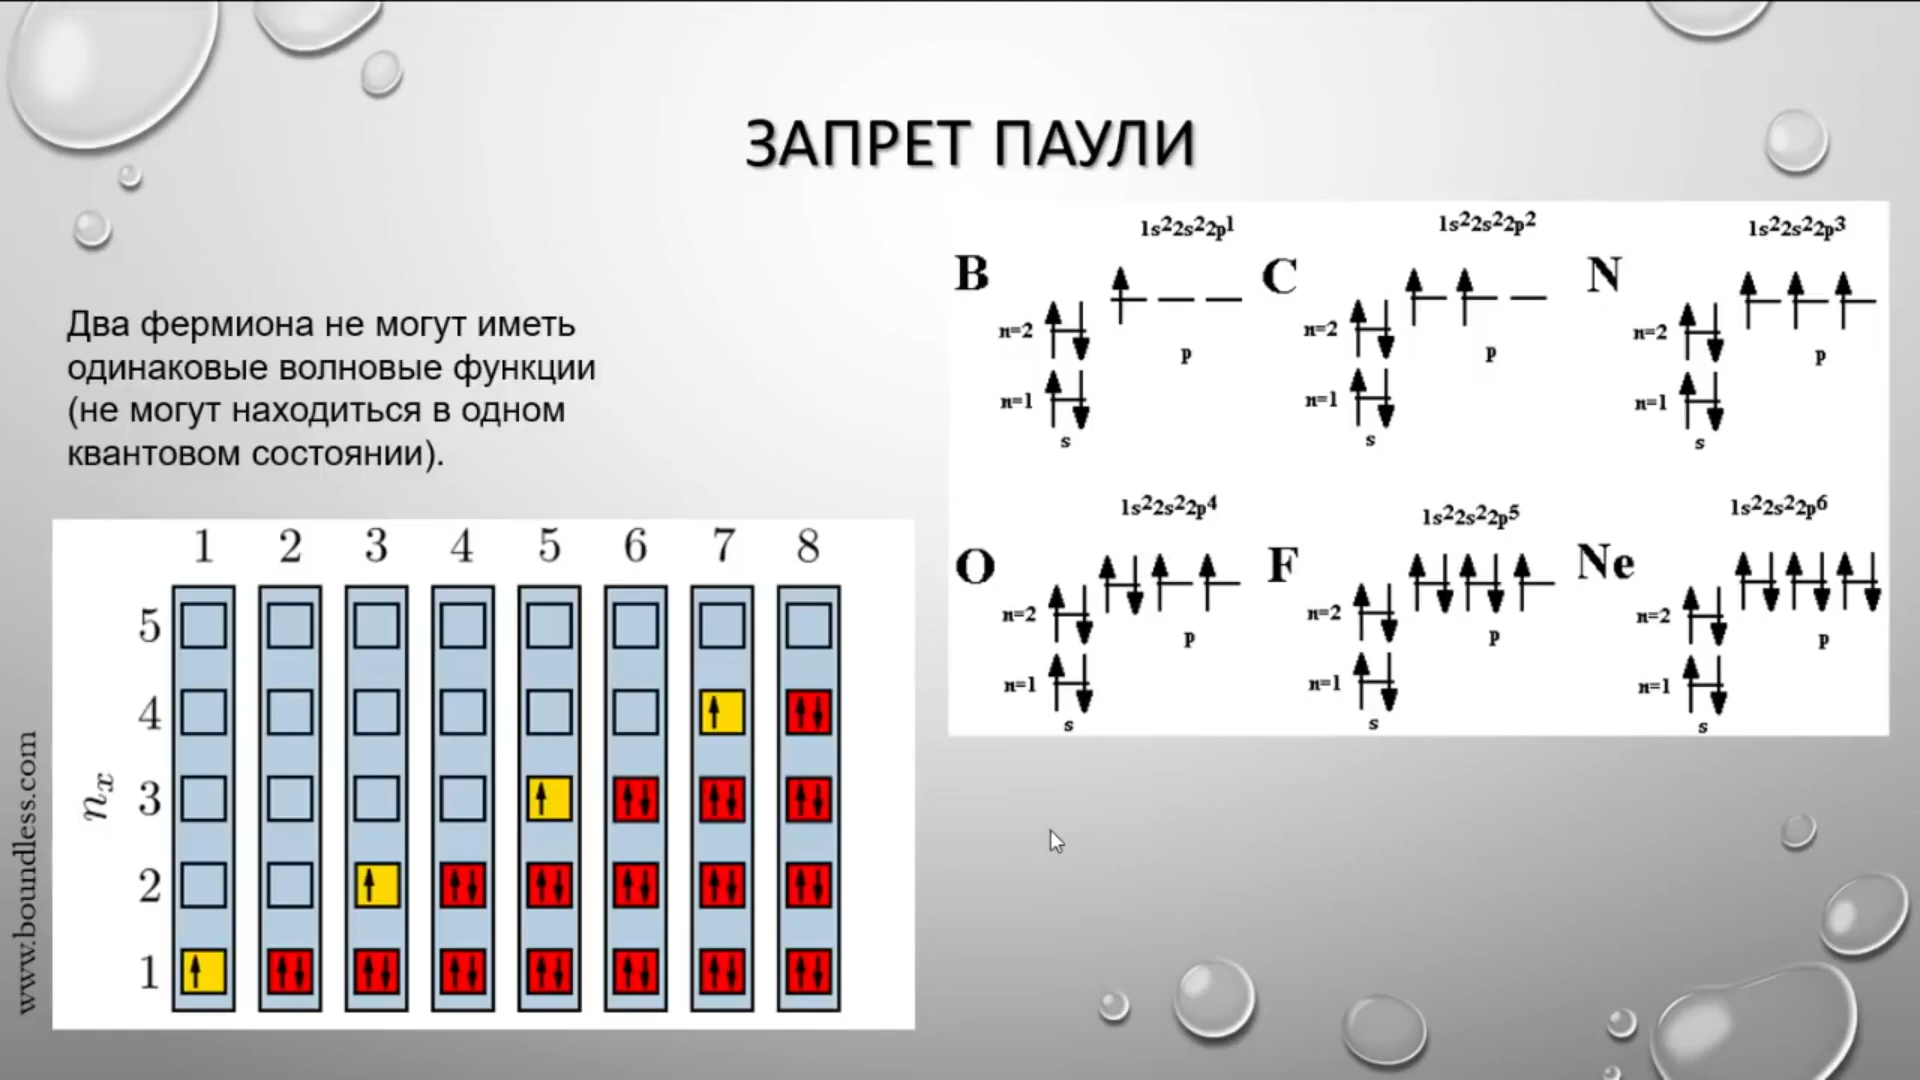 ЗАПРЕТ ПАУЛИ
Два фермиона не могут иметь
одинаковые волновые функции
(не могут находиться в одном
квантовом состоянии).
1 2 3 4 5 6 7 8
5
4
3
2
1
nₓ
www.boundless.com
1s²2s²2p¹
B
n=2
p
n=1
s
1s²2s²2p²
C
n=2
p
n=1
s
1s²2s²2p³
N
n=2
p
n=1
s
1s²2s²2p⁴
O
n=2
p
n=1
s
1s²2s²2p⁵
F
n=2
p
n=1
s
1s²2s²2p⁶
Ne
n=2
p
n=1
s